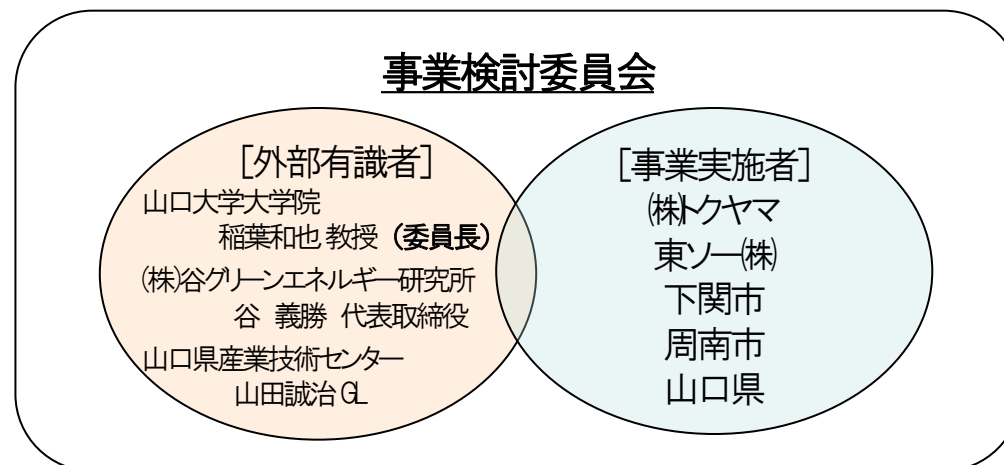 事業検討委員会
[外部有識者]
山口大学大学院
稲葉和也 教授（委員長）
㈱谷グリーンエネルギー研究所
谷 義勝 代表取締役
山口県産業技術センター
山田誠治 GL
[事業実施者]
㈱トクヤマ
東ソー㈱
下関市
周南市
山口県